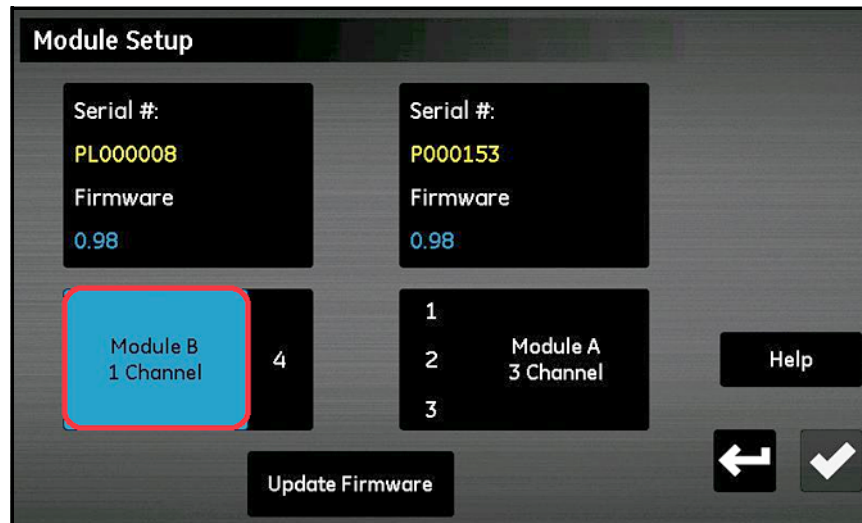 Module Setup
Serial #:
PL000008
Firmware
0.98
Serial #:
P000153
Firmware
0.98
Module B
1 Channel
4
1
2
3
Module A
3 Channel
Help
Update Firmware